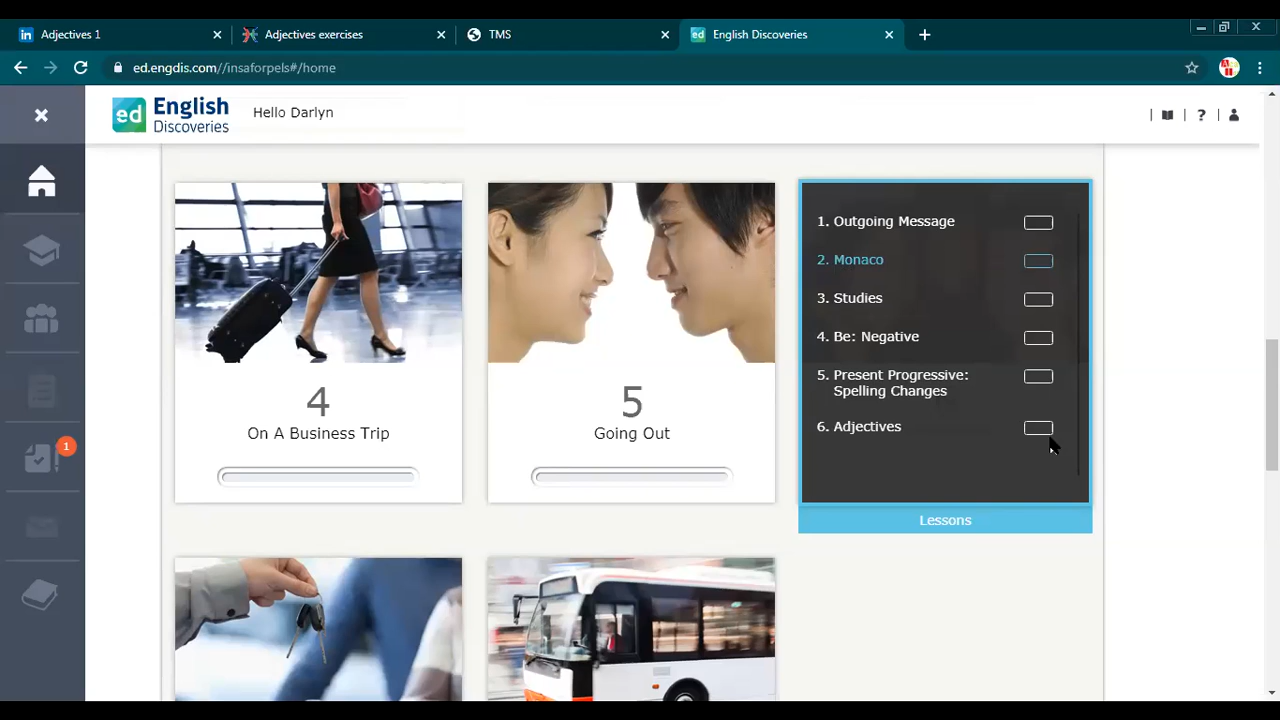 Adjectives 1
Adjectives exercises
TMS
English Discoveries
ed.engdis.com//insaforpels#/home
ed English
Discoveries
Hello Darlyn
?
1. Outgoing Message
2. Monaco
3. Studies
4. Be: Negative
5. Present Progressive:
Spelling Changes
6. Adjectives
4
On A Business Trip
5
Going Out
Lessons
1